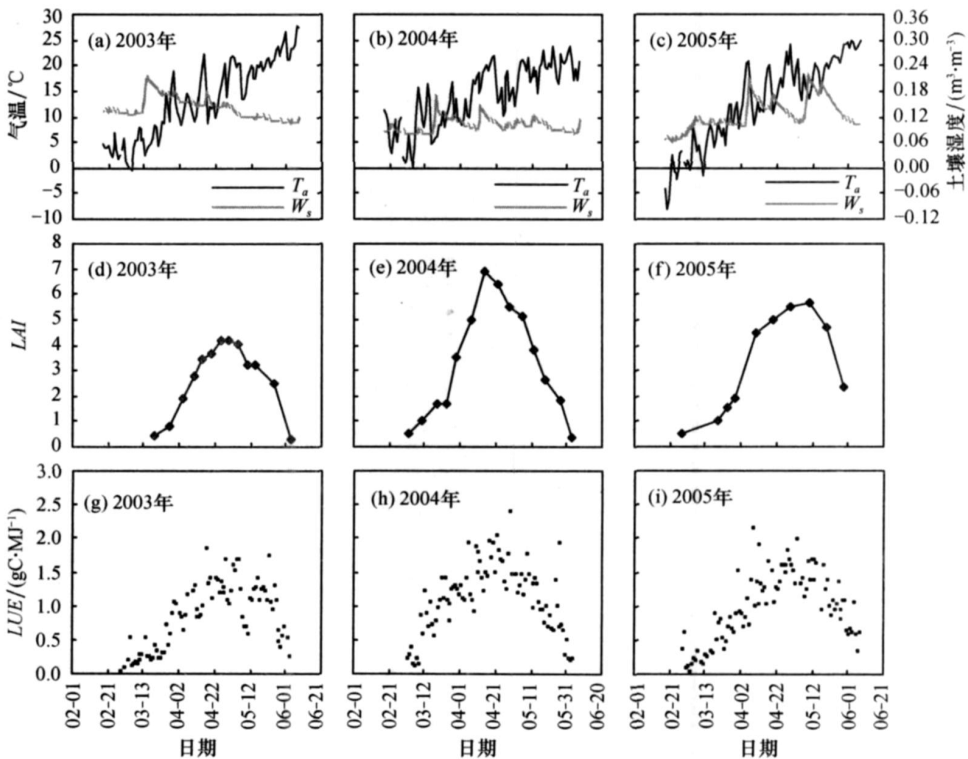 (a) 2003年
(b) 2004年
(c) 2005年
气温/℃
30
25
20
15
10
5
0
−5
−10
0.36
0.30
0.24
0.18
0.12
0.06
0.00
−0.06
−0.12
土壤湿度/(m³·m⁻³)
Ta
Ws
Ta
Ws
Ta
Ws
(d) 2003年
(e) 2004年
(f) 2005年
LAI
8
7
6
5
4
3
2
1
0
(g) 2003年
(h) 2004年
(i) 2005年
LUE/(gC·MJ⁻¹)
3.0
2.5
2.0
1.5
1.0
0.5
0.0
02-01
02-21
03-13
04-02
04-22
05-12
06-01
06-21
02-01
02-21
03-12
04-01
04-21
05-11
05-31
06-20
02-01
02-21
03-13
04-02
04-22
05-12
06-01
06-21
日期
日期
日期